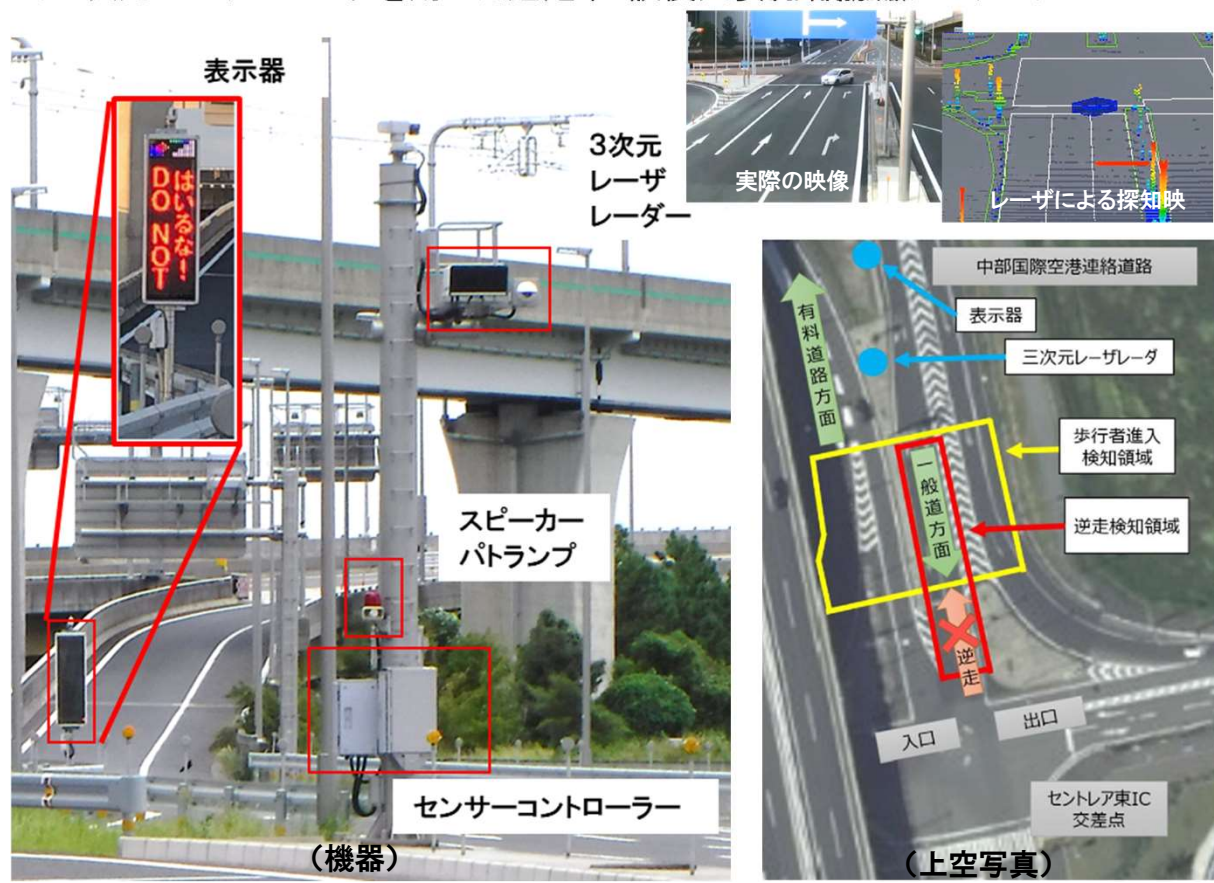 表示器
はいるな！
DO NOT
3次元
レーザ
レーダー
スピーカー
パトランプ
センサーコントローラー
（機器）
実際の映像
レーザによる探知映
中部国際空港連絡道路
表示器
三次元レーザレーダ
有料道路方面
歩行者進入
検知領域
一般道方面
逆走検知領域
逆走
入口
出口
セントレア東IC
交差点
（上空写真）